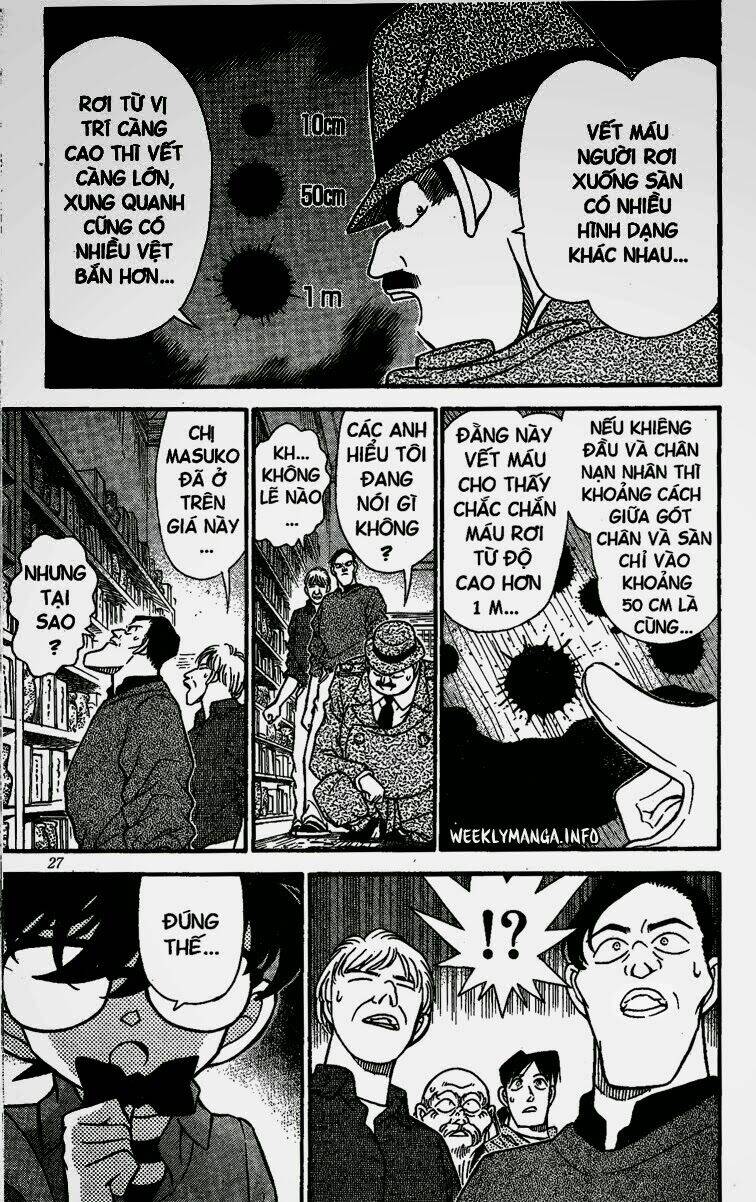 VẾT MÁU
NGƯỜI RƠI
XUỐNG SÀN
CÓ NHIỀU
HÌNH DẠNG
KHÁC NHAU...
RƠI TỪ VỊ
TRÍ CÀNG
CAO THÌ VẾT
CÀNG LỚN,
XUNG QUANH
CŨNG CÓ
NHIỀU VỆT
BẮN HƠN...
10cm
50cm
1m
NẾU KHIÊNG
ĐẦU VÀ CHÂN
NẠN NHÂN THÌ
KHOẢNG CÁCH
GIỮA GÓT
CHÂN VÀ SÀN
CHỈ VÀO
KHOẢNG
50 CM LÀ
CÙNG...
ĐẰNG NÀY
VẾT MÁU
CHO THẤY
CHẮC CHẮN
MÁU RƠI
TỪ ĐỘ
CAO HƠN
1 M...
WEEKLYMANGA.INFO
CÁC ANH
HIỂU TÔI
ĐANG
NÓI GÌ
KHÔNG
?
KH...
KHÔNG
LẼ NÀO
...
CHỊ
MASUKO
ĐÃ Ở
TRÊN
GIÁ NÀY
...
NHƯNG
TẠI
SAO
?
27
!?
ĐÚNG
THẾ...